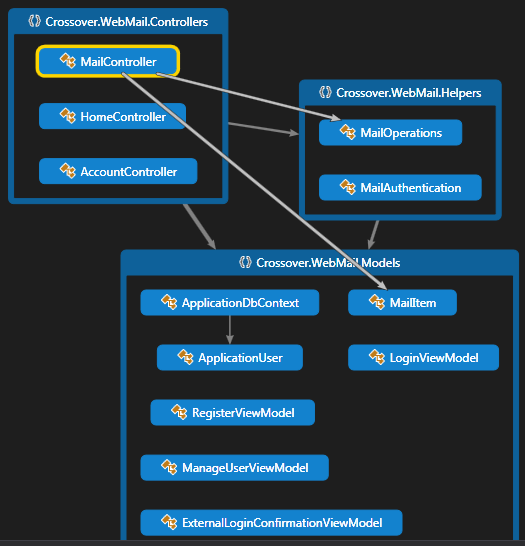 Crossover.WebMail.Controllers
MailController
HomeController
AccountController
Crossover.WebMail.Helpers
MailOperations
MailAuthentication
Crossover.WebMail.Models
ApplicationDbContext
MailItem
ApplicationUser
LoginViewModel
RegisterViewModel
ManageUserViewModel
ExternalLoginConfirmationViewModel